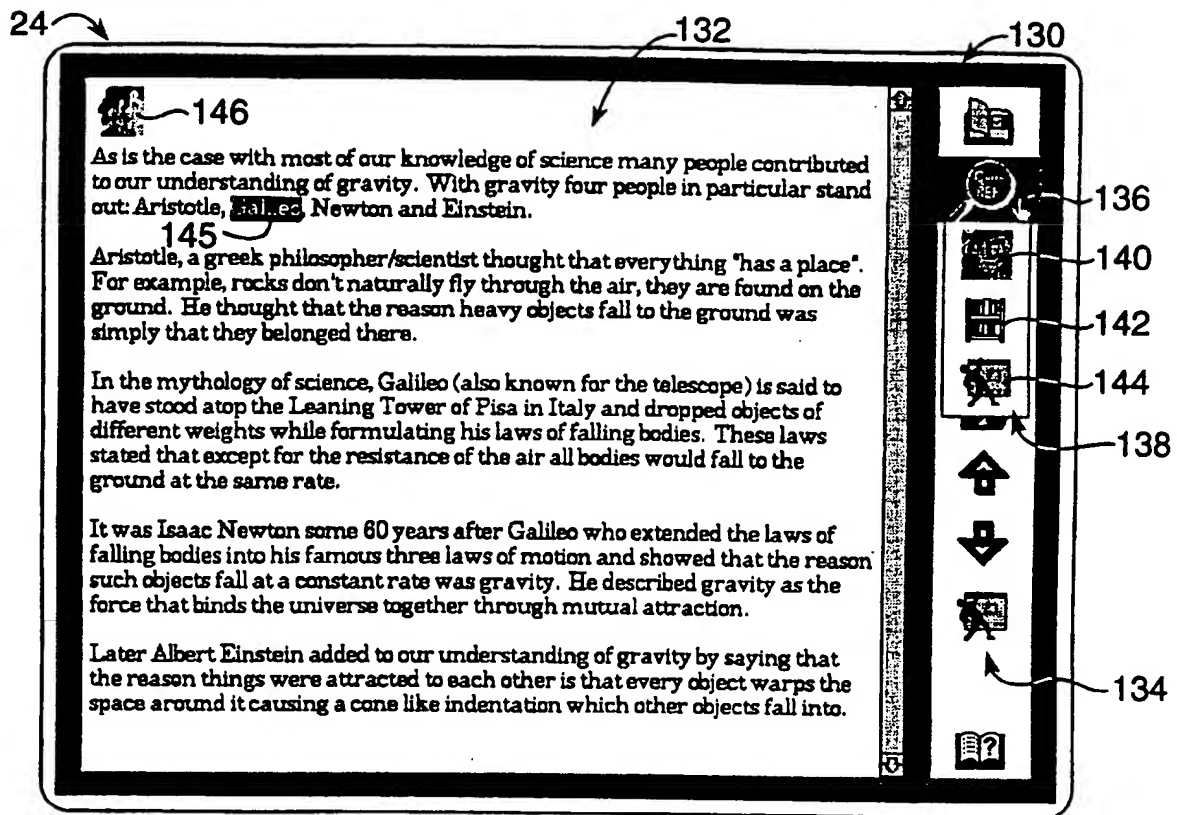 24
132
130
146
As is the case with most of our knowledge of science many people contributed
to our understanding of gravity. With gravity four people in particular stand
out: Aristotle, Newton and Einstein.
136
145
140
Aristotle, a greek philosopher/scientist thought that everything "has a place".
For example, rocks don't naturally fly through the air, they are found on the
ground. He thought that the reason heavy objects fall to the ground was
simply that they belonged there.
142
144
In the mythology of science, Galileo (also known for the telescope) is said to
have stood atop the Leaning Tower of Pisa in Italy and dropped objects of
different weights while formulating his laws of falling bodies. These laws
stated that except for the resistance of the air all bodies would fall to the
ground at the same rate.
138
It was Isaac Newton some 60 years after Galileo who extended the laws of
falling bodies into his famous three laws of motion and showed that the reason
such objects fall at a constant rate was gravity. He described gravity as the
force that binds the universe together through mutual attraction.
Later Albert Einstein added to our understanding of gravity by saying that
the reason things were attracted to each other is that every object warps the
space around it causing a cone like indentation which other objects fall into.
134
?